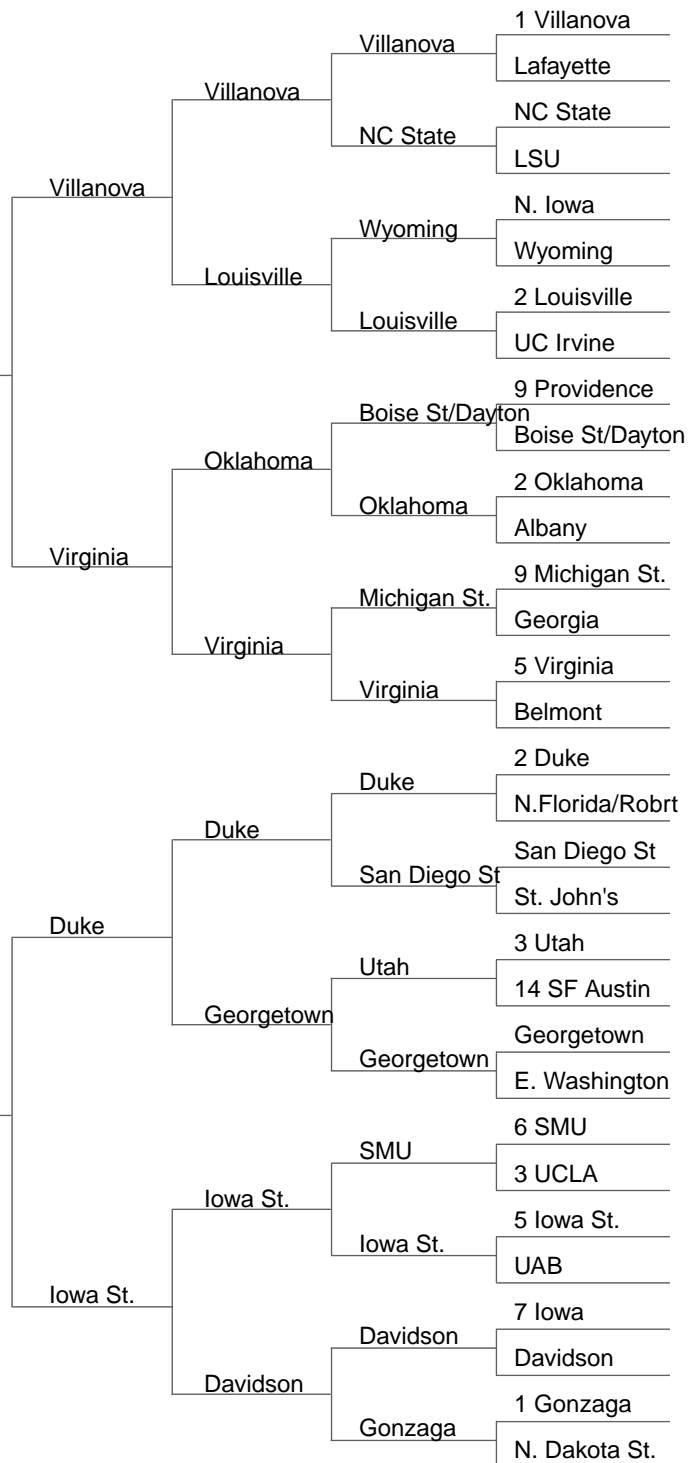 1 Villanova
Villanova
Lafayette
Villanova
NC State
NC State
LSU
Villanova
N. Iowa
Wyoming
Wyoming
Louisville
2 Louisville
Louisville
UC Irvine
9 Providence
Boise St/Dayton
Boise St/Dayton
Oklahoma
2 Oklahoma
Oklahoma
Albany
Virginia
9 Michigan St.
Michigan St.
Georgia
Virginia
5 Virginia
Virginia
Belmont
2 Duke
Duke
N.Florida/Robrt
Duke
San Diego St
San Diego St
St. John's
Duke
3 Utah
Utah
14 SF Austin
Georgetown
Georgetown
Georgetown
E. Washington
6 SMU
SMU
3 UCLA
Iowa St.
5 Iowa St.
Iowa St.
UAB
Iowa St.
7 Iowa
Davidson
Davidson
Davidson
1 Gonzaga
Gonzaga
N. Dakota St.